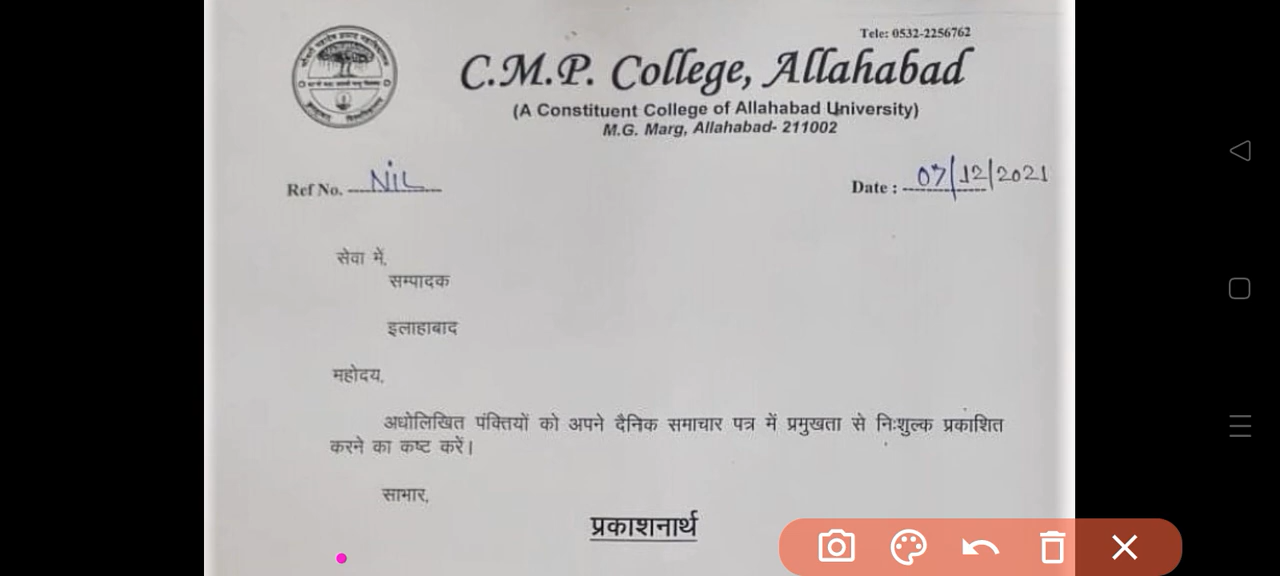 Tele: 0532-2256762
C.M.P. College, Allahabad
(A Constituent College of Allahabad University)
M.G. Marg, Allahabad- 211002
Ref No. NIL
Date : 07/12/2021
सेवा में,
सम्पादक
इलाहाबाद
महोदय,
अधोलिखित पंक्तियों को अपने दैनिक समाचार पत्र में प्रमुखता से निःशुल्क प्रकाशित
करने का कष्ट करें।
साभार,
प्रकाशनार्थ